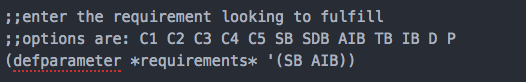 ;;enter the requirement looking to fulfill
;;options are: C1 C2 C3 C4 C5 SB SDB AIB TB IB D P
(defparameter *requirements* '(SB AIB))